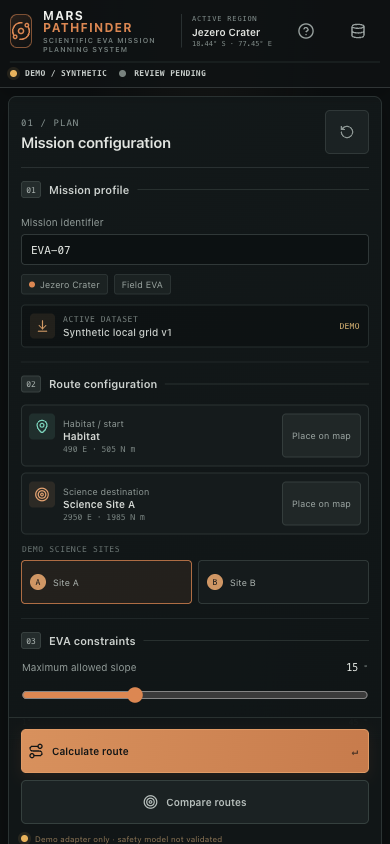 MARS
PATHFINDER
SCIENTIFIC EVA MISSION
PLANNING SYSTEM
ACTIVE REGION
Jezero Crater
18.44° S · 77.45° E
DEMO / SYNTHETIC
REVIEW PENDING
01 / PLAN
Mission configuration
01 Mission profile
Mission identifier
EVA–07
Jezero Crater
Field EVA
ACTIVE DATASET
Synthetic local grid v1
DEMO
02 Route configuration
Habitat / start
Habitat
490 E · 505 N m
Place on map
Science destination
Science Site A
2950 E · 1985 N m
Place on map
DEMO SCIENCE SITES
A Site A
B Site B
03 EVA constraints
Maximum allowed slope
15 °
Calculate route ↵
Compare routes
Demo adapter only · safety model not validated